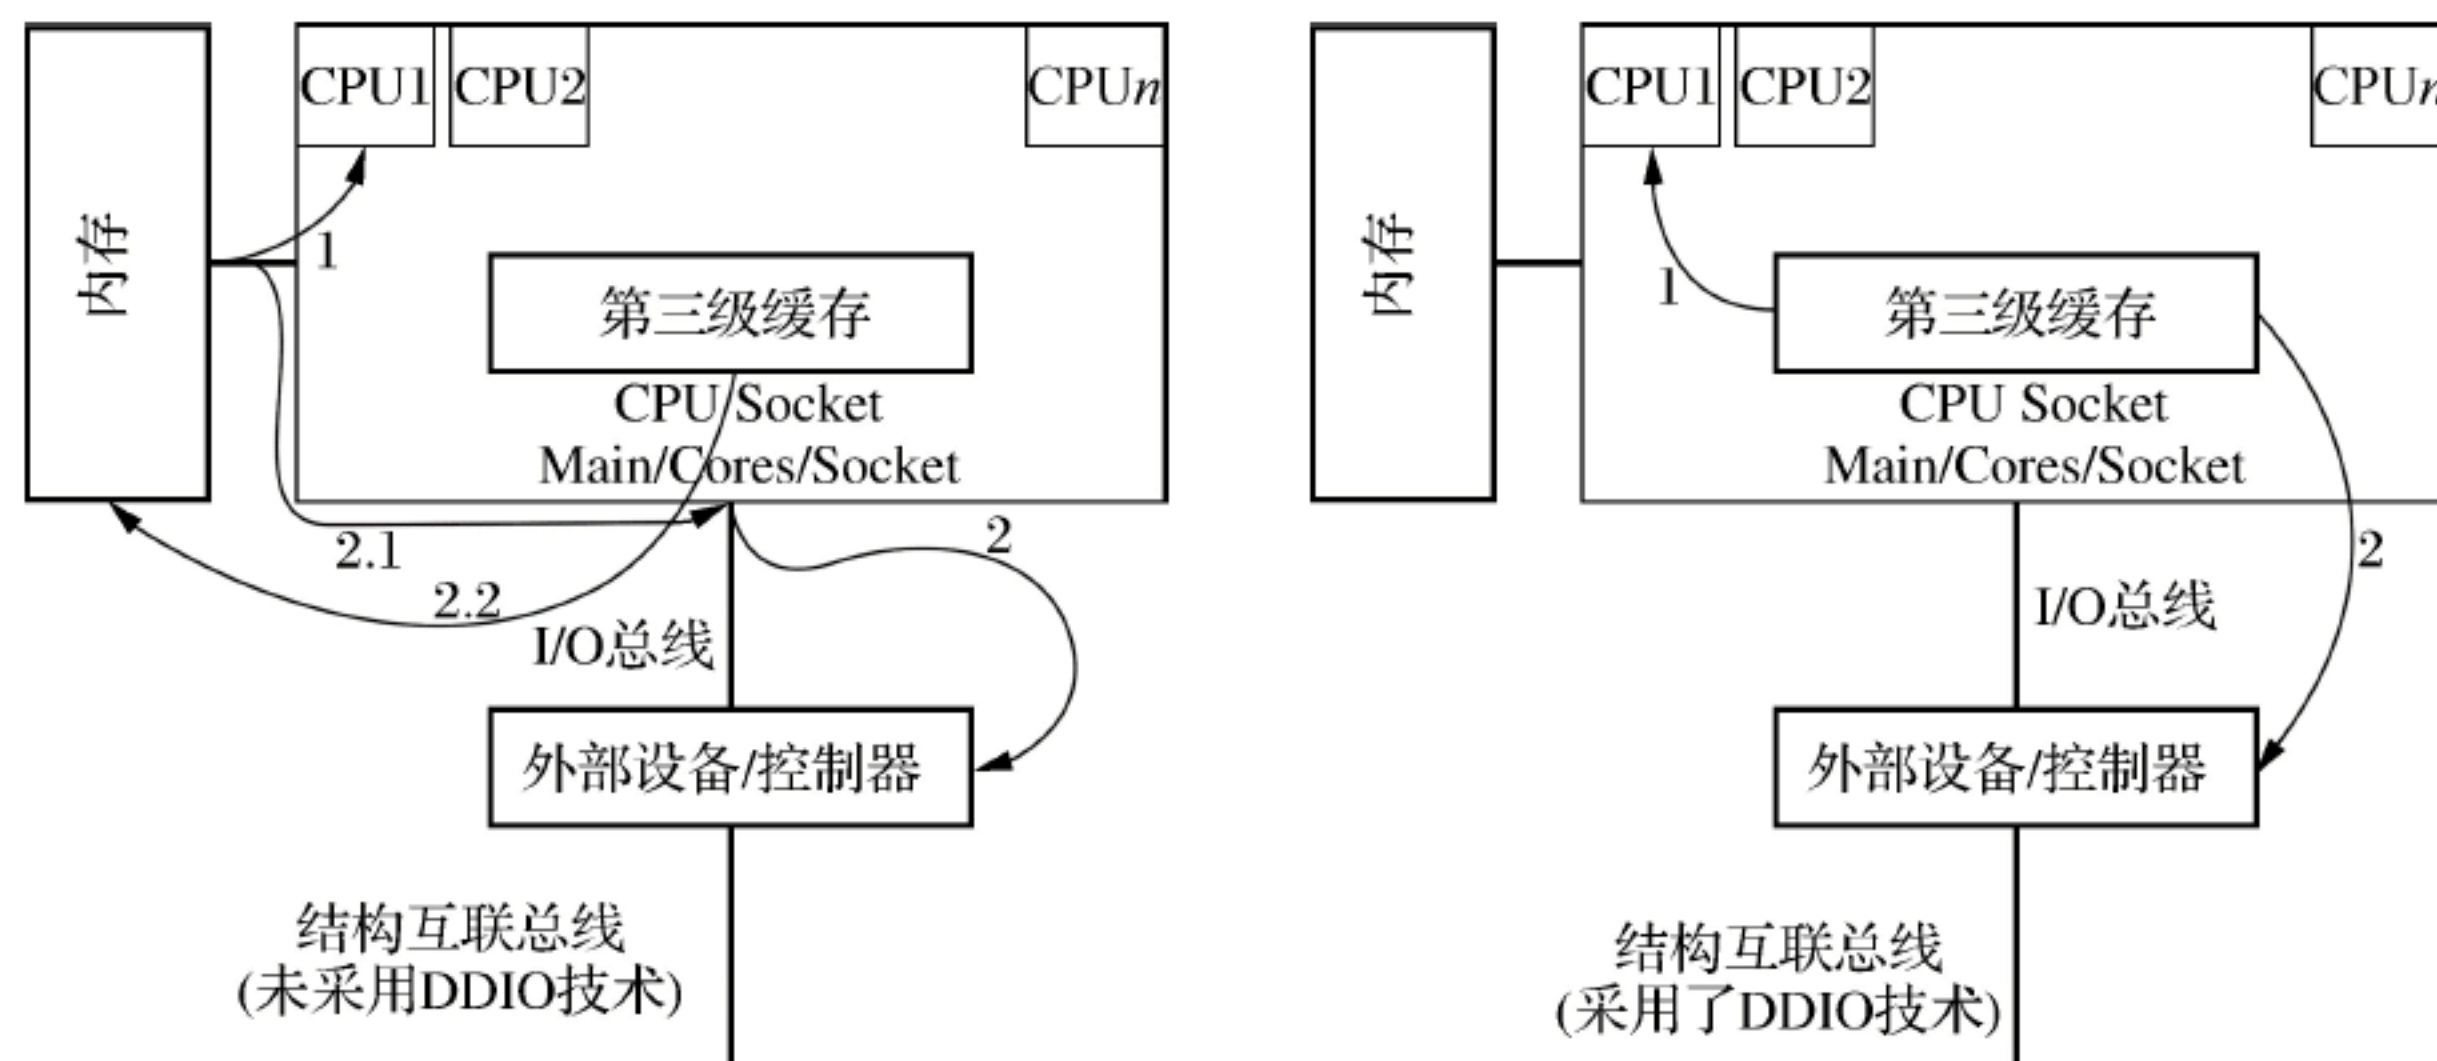 内存
CPU1
CPU2
CPUn
1
第三级缓存
CPU Socket
Main/Cores/Socket
2.1
2.2
2
I/O总线
外部设备/控制器
结构互联总线
(未采用DDIO技术)
内存
CPU1
CPU2
CPUn
1
第三级缓存
CPU Socket
Main/Cores/Socket
2
I/O总线
外部设备/控制器
结构互联总线
(采用了DDIO技术)